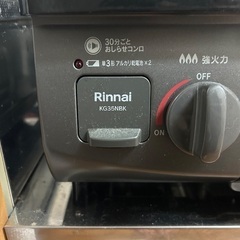 30分ごと
おしらせコンロ
単3形アルカリ乾電池×2
Rinnai
KG35NBK
強火力
OFF
ON